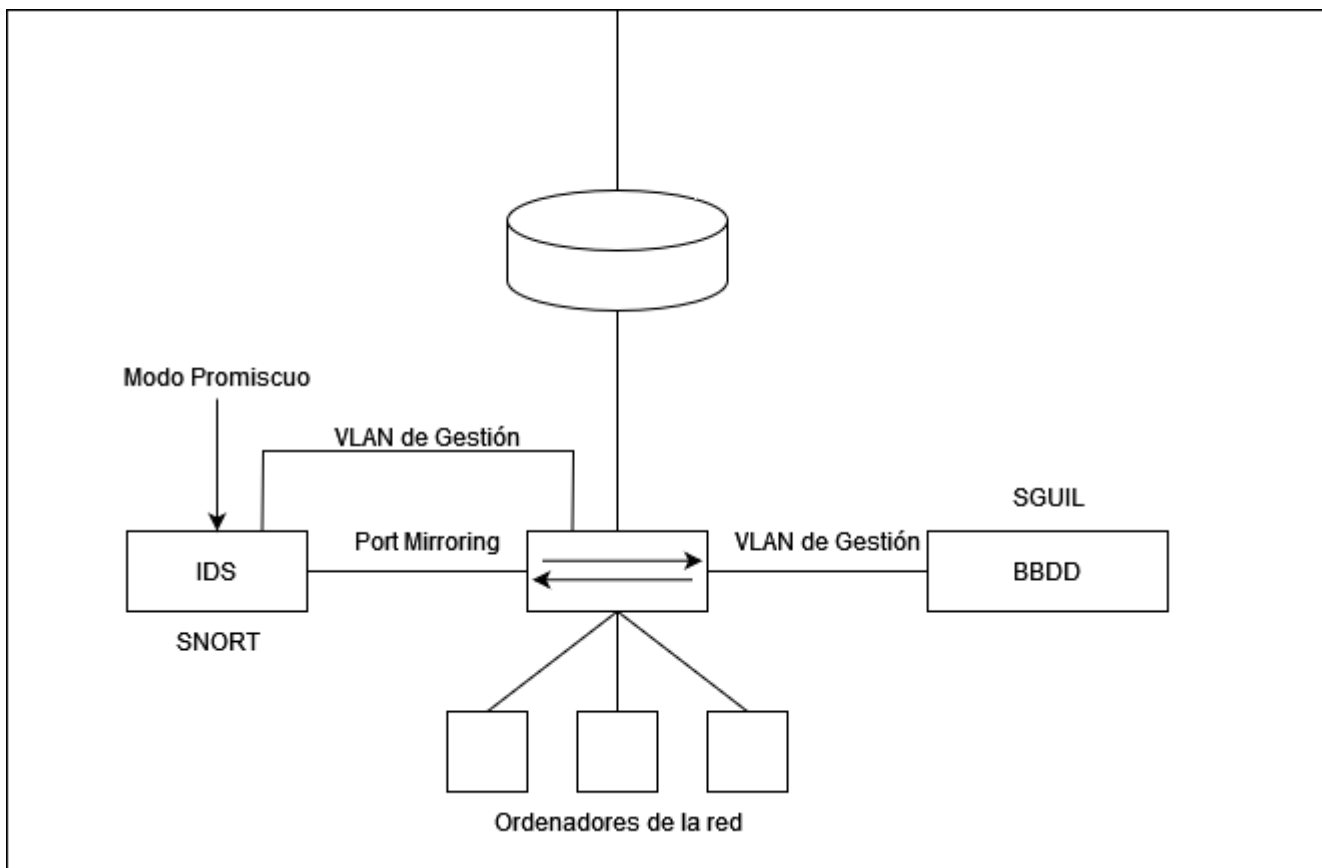 Modo Promiscuo
VLAN de Gestión
SGUIL
Port Mirroring
VLAN de Gestión
IDS
BBDD
SNORT
Ordenadores de la red